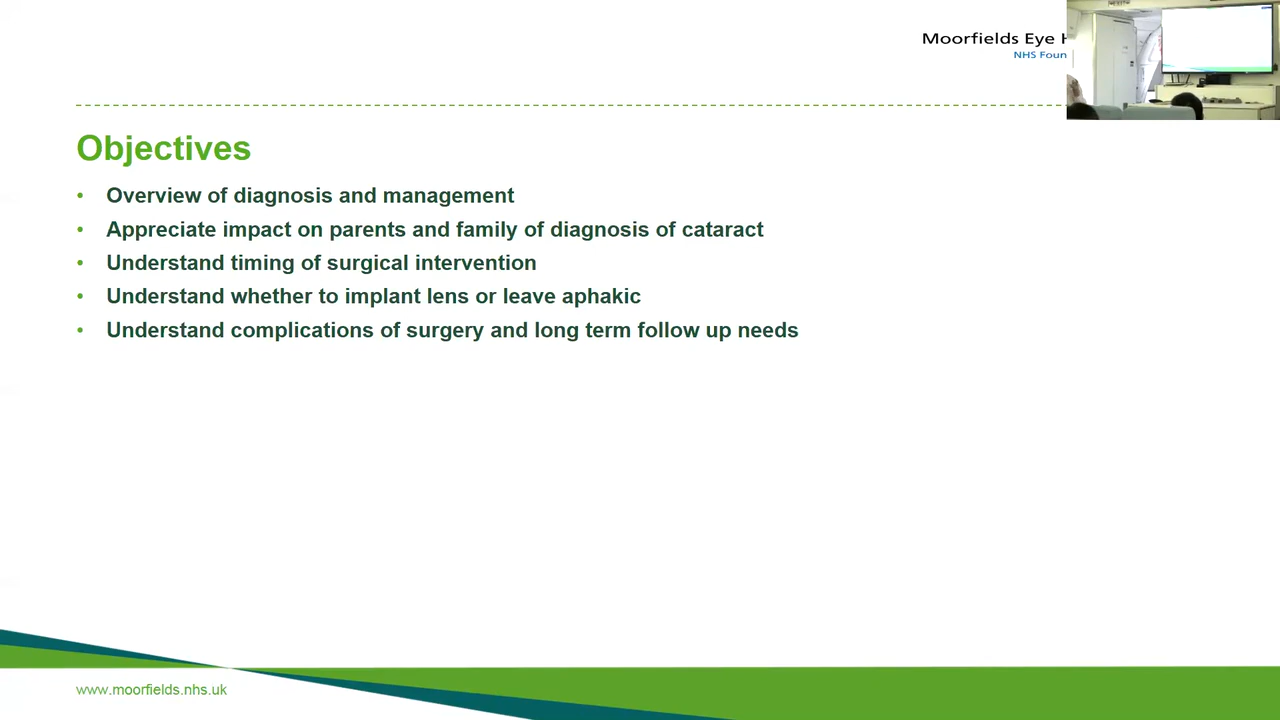 Moorfields Eye
NHS Foun
Objectives
• Overview of diagnosis and management
• Appreciate impact on parents and family of diagnosis of cataract
• Understand timing of surgical intervention
• Understand whether to implant lens or leave aphakic
• Understand complications of surgery and long term follow up needs
www.moorfields.nhs.uk